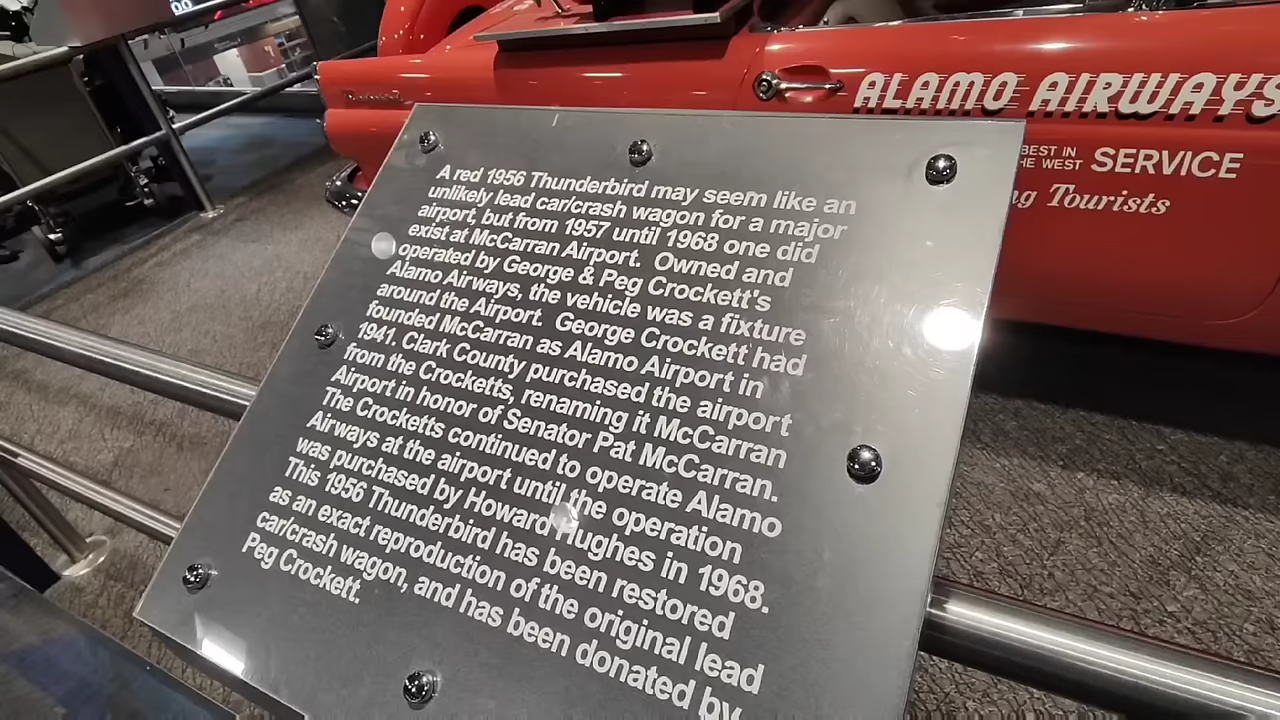 ALAMO AIRWAYS
BEST IN
THE WEST SERVICE
Tourists
A red 1956 Thunderbird may seem like an
unlikely lead car/crash wagon for a major
airport, but from 1957 until 1968 one did
exist at McCarran Airport. Owned and
operated by George & Peg Crockett's
Alamo Airways, the vehicle was a fixture
around the Airport. George Crockett had
founded McCarran as Alamo Airport in
1941. Clark County purchased the airport
from the Crocketts, renaming it McCarran
Airport in honor of Senator Pat McCarran.
The Crocketts continued to operate Alamo
Airways at the airport until the operation
was purchased by Howard Hughes in 1968.
This 1956 Thunderbird has been restored
as an exact reproduction of the original lead
car/crash wagon, and has been donated by
Peg Crockett.